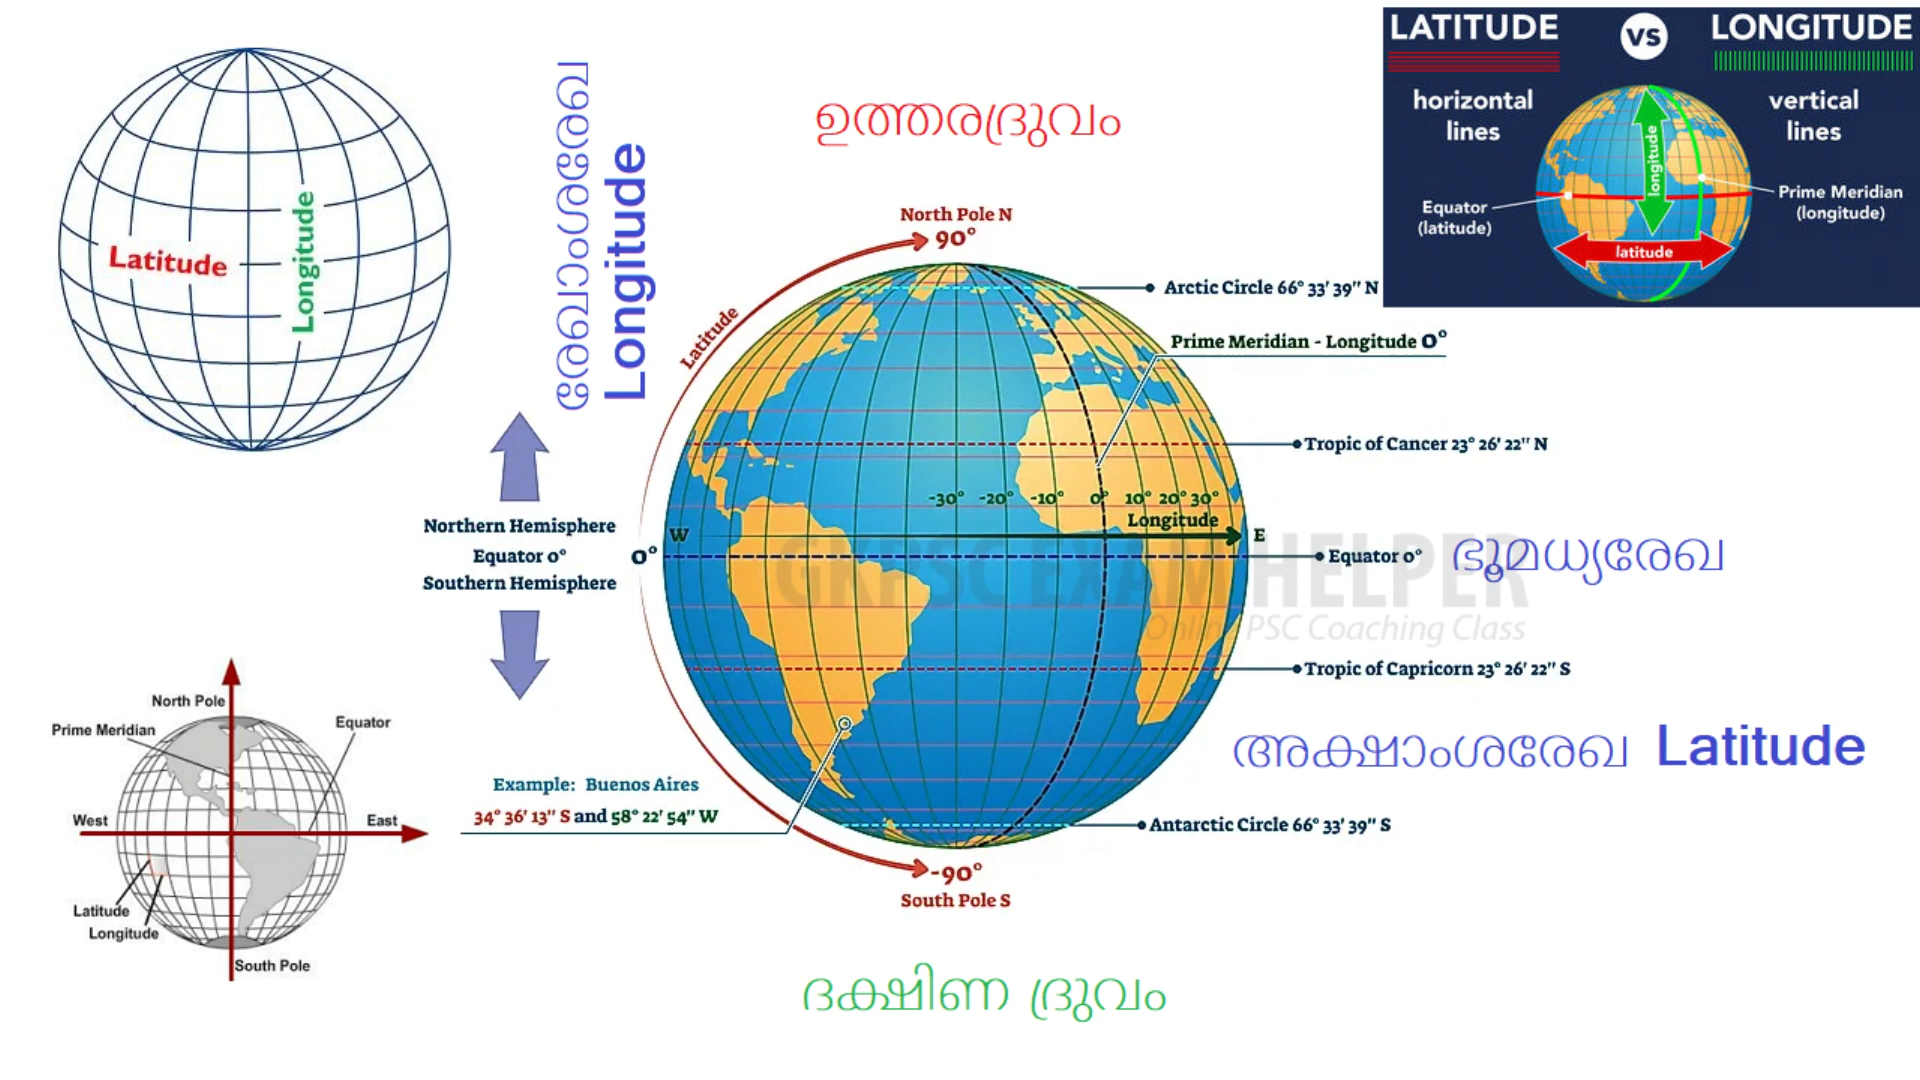 Latitude
Longitude
രേഖാംശരേഖ
Longitude
ഉത്തരദ്രുവം
LATITUDE VS LONGITUDE
horizontal
lines
vertical
lines
longitude
latitude
Equator
(latitude)
Prime Meridian
(longitude)
North Pole N
90°
Latitude
Arctic Circle 66° 33' 39" N
Prime Meridian - Longitude 0°
Tropic of Cancer 23° 26' 22" N
-30° -20° -10° 0° 10° 20° 30°
Longitude
W E
Northern Hemisphere
Equator 0°
Southern Hemisphere
0°
Equator 0°
ഭൂമധ്യരേഖ
GKPSC EXAM HELPER
Online PSC Coaching Class
Tropic of Capricorn 23° 26' 22" S
അക്ഷാംശരേഖ Latitude
Example: Buenos Aires
34° 36' 13" S and 58° 22' 54" W
Antarctic Circle 66° 33' 39" S
-90°
South Pole S
North Pole
Prime Meridian
Equator
West
East
Latitude
Longitude
South Pole
ദക്ഷിണ ദ്രുവം